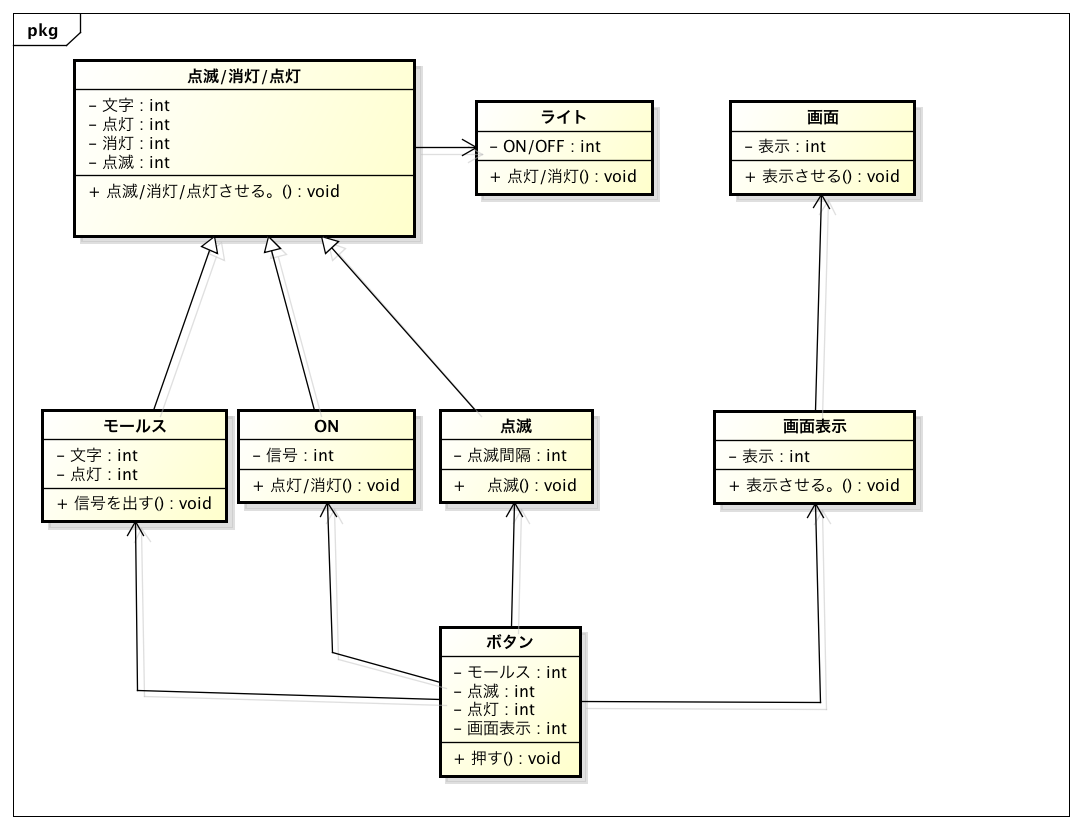 pkg
点滅/消灯/点灯
– 文字 : int
– 点灯 : int
– 消灯 : int
– 点滅 : int
+ 点滅/消灯/点灯させる。() : void
ライト
– ON/OFF : int
+ 点灯/消灯() : void
画面
– 表示 : int
+ 表示させる() : void
モールス
– 文字 : int
– 点灯 : int
+ 信号を出す() : void
ON
– 信号 : int
+ 点灯/消灯() : void
点滅
– 点滅間隔 : int
+ 点滅() : void
画面表示
– 表示 : int
+ 表示させる。() : void
ボタン
– モールス : int
– 点滅 : int
– 点灯 : int
– 画面表示 : int
+ 押す() : void